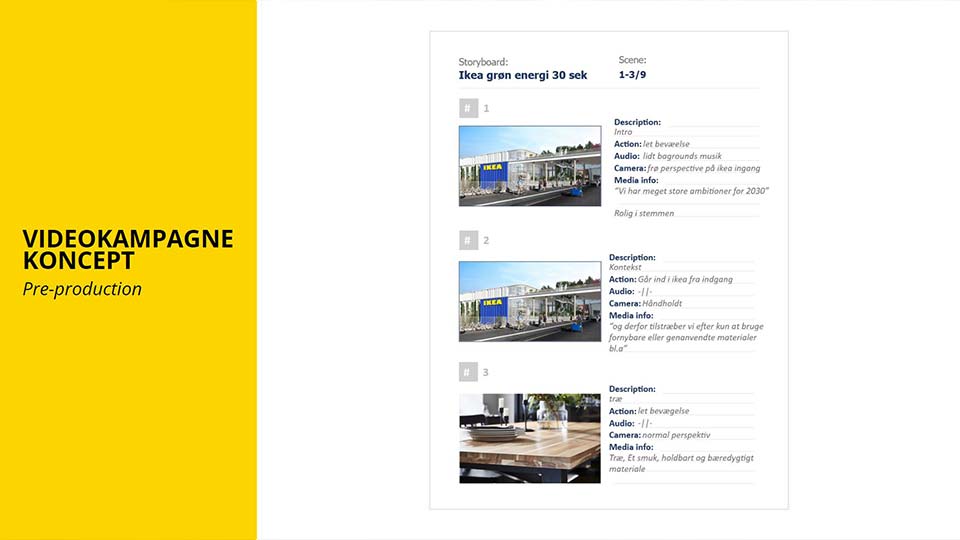 VIDEOKAMPAGNE
KONCEPT
Pre-production
Storyboard:
Ikea grøn energi 30 sek
Scene:
1-3/9
# 1
IKEA
Description:
Intro
Action: let bevæelse
Audio: lidt bagrounds musik
Camera: frø perspective på ikea ingang
Media info:
"Vi har meget store ambitioner for 2030"
Rolig i stemmen
# 2
IKEA
Description:
Kontekst
Action: Går ind i ikea fra indgang
Audio: -||-
Camera: Håndholdt
Media info:
"og derfor tilstræber vi efter kun at bruge
fornybare eller genanvendte materialer
bl.a"
# 3
Description:
træ
Action: let bevægelse
Audio: -||-
Camera: normal perspektiv
Media info:
Træ, Et smuk, holdbart og bæredygtigt
materiale